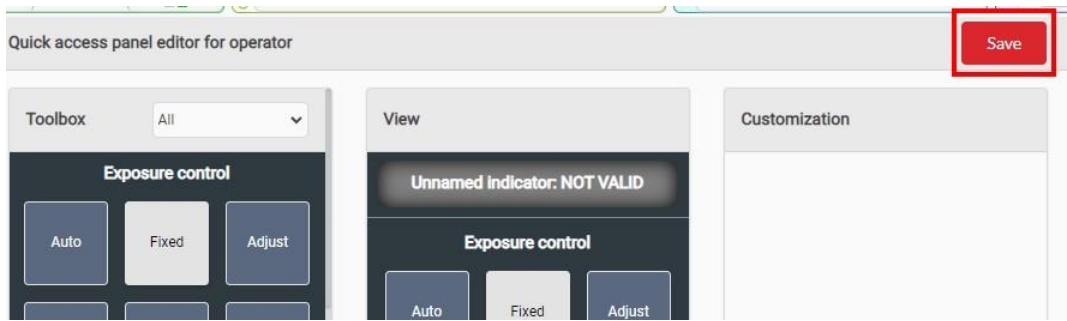 Quick access panel editor for operator
Save
Toolbox
All
Exposure control
Auto
Fixed
Adjust
View
Unnamed indicator: NOT VALID
Exposure control
Auto
Fixed
Adjust
Customization